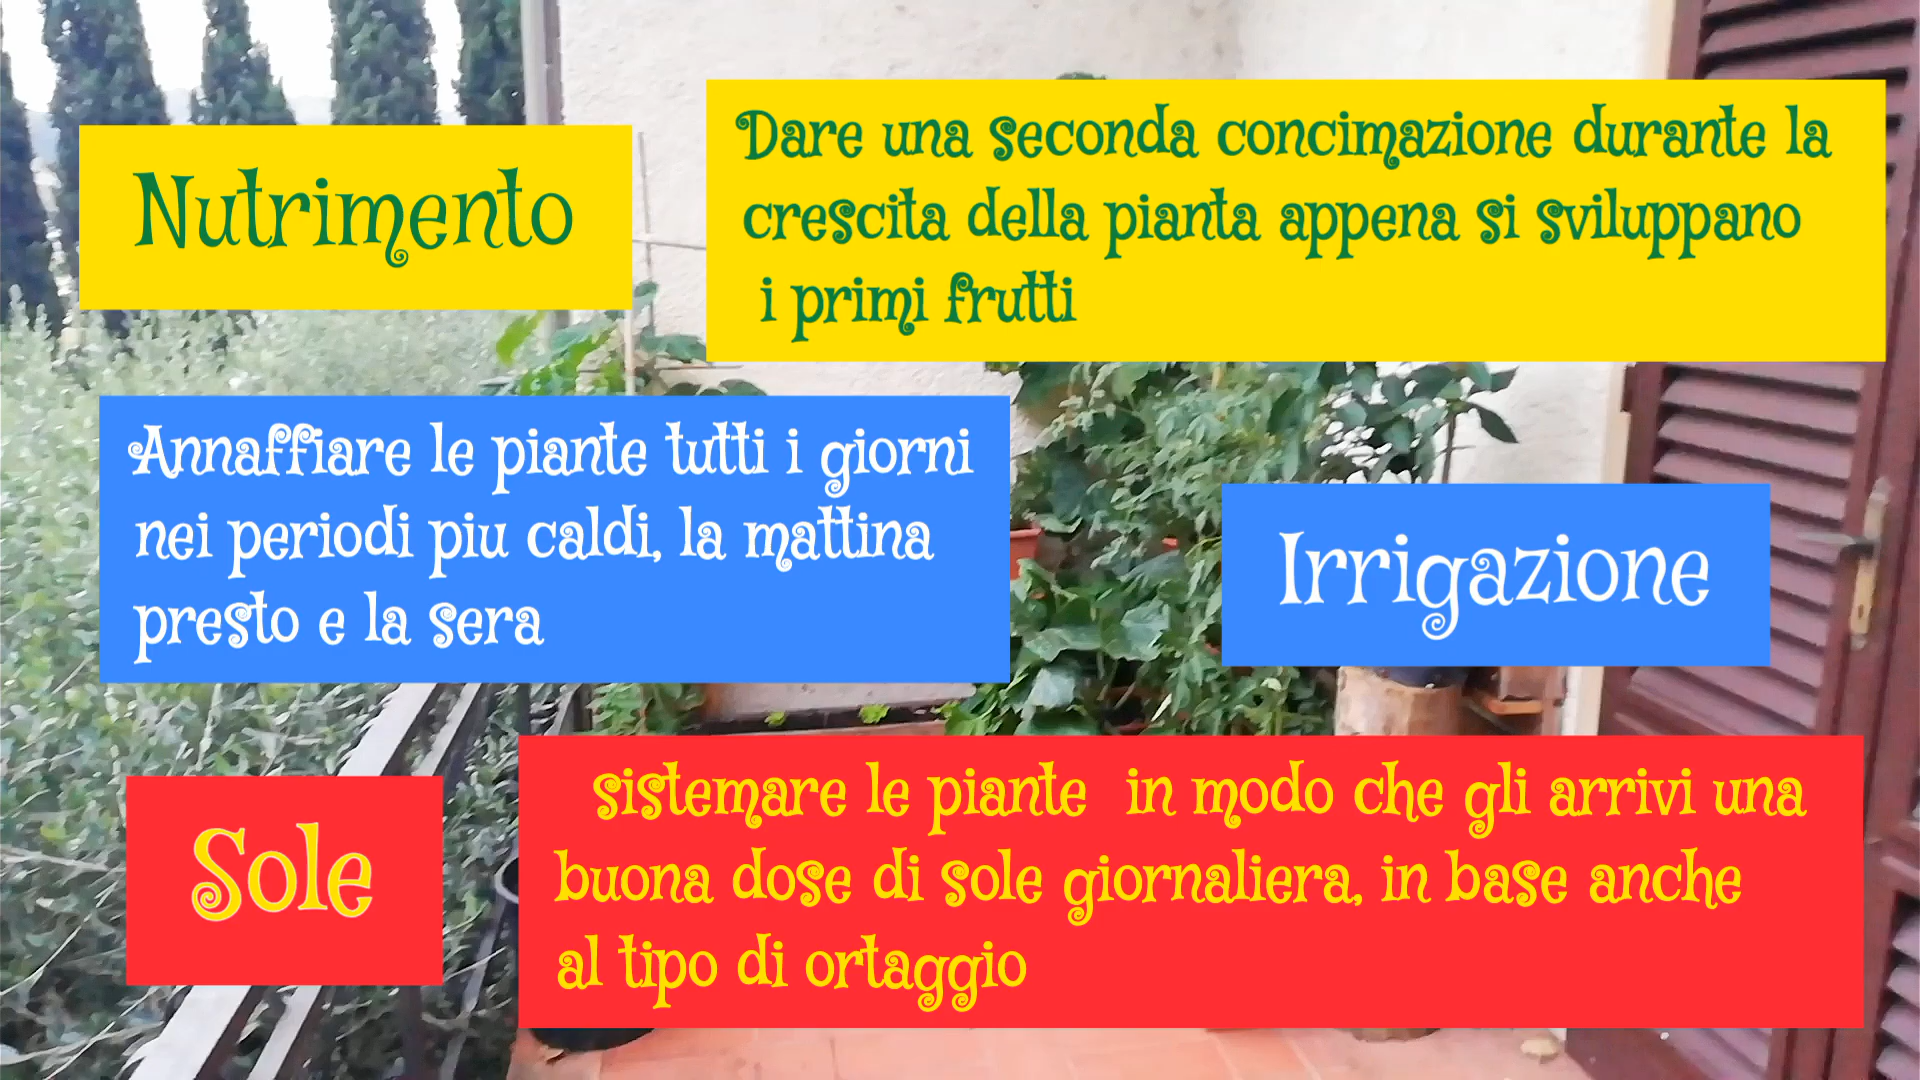 Nutrimento
Dare una seconda concimazione durante la
crescita della pianta appena si sviluppano
i primi frutti
Annaffiare le piante tutti i giorni
nei periodi piu caldi, la mattina
presto e la sera
Irrigazione
Sole
sistemare le piante in modo che gli arrivi una
buona dose di sole giornaliera, in base anche
al tipo di ortaggio